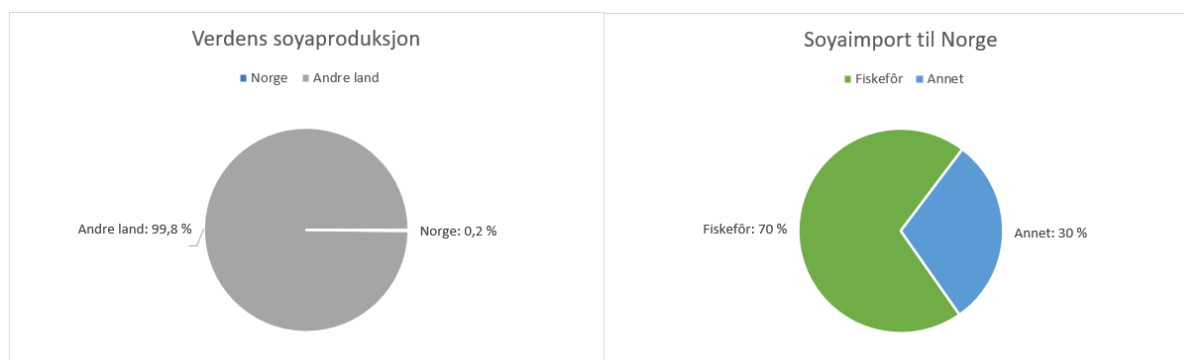 Verdens soyaproduksjon
Norge Andre land
Andre land: 99,8 %
Norge: 0,2 %
Soyaimport til Norge
Fiskefôr Annet
Fiskefôr: 70 %
Annet: 30 %